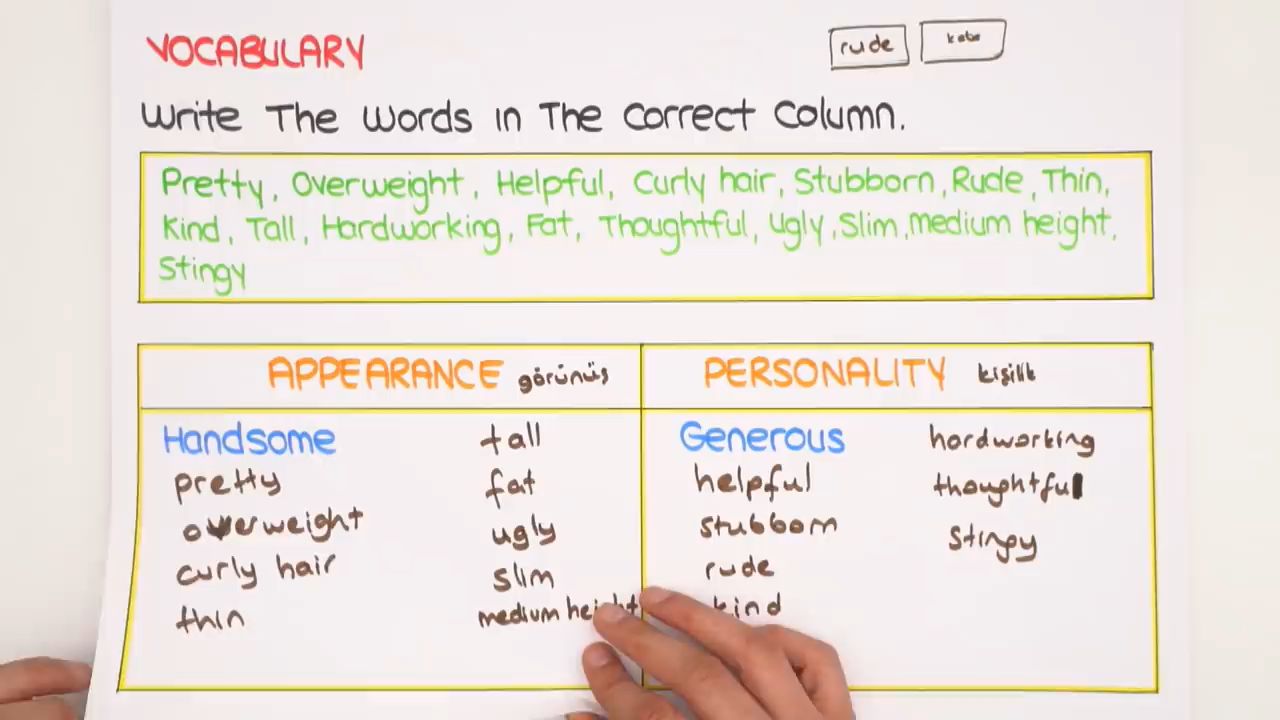 VOCABULARY
rude
kaba
Write The Words in The Correct Column.
Pretty, Overweight, Helpful, Curly hair, Stubborn, Rude, Thin,
Kind, Tall, Hardworking, Fat, Thoughtful, Ugly, Slim, medium height,
Stingy
APPEARANCE görünüş
PERSONALITY kişilik
Handsome
pretty
overweight
curly hair
thin
tall
fat
ugly
slim
medium height
Generous
helpful
stubborn
rude
kind
hardworking
thoughtful
stingy